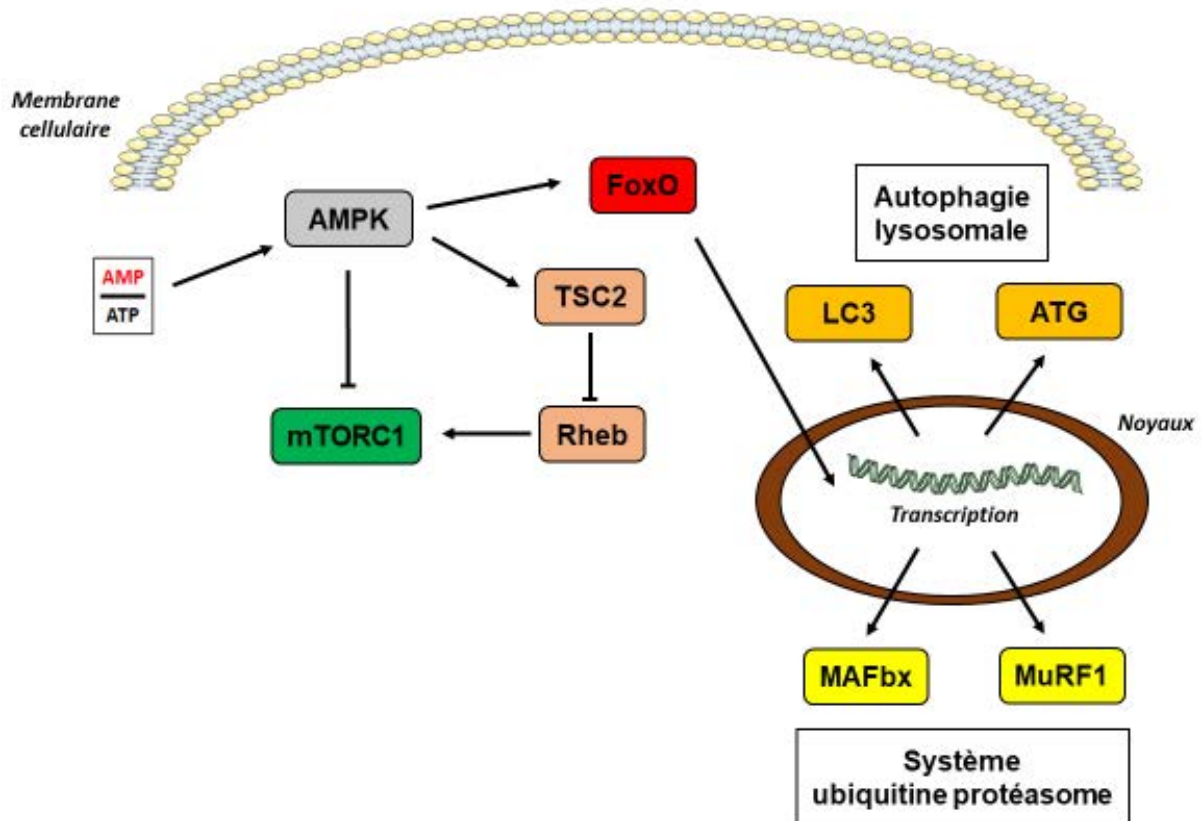 Membrane
cellulaire
FoxO
AMPK
Autophagie
lysosomale
AMP
ATP
TSC2
LC3
ATG
mTORC1
Rheb
Noyaux
Transcription
MAFbx
MuRF1
Système
ubiquitine protéasome